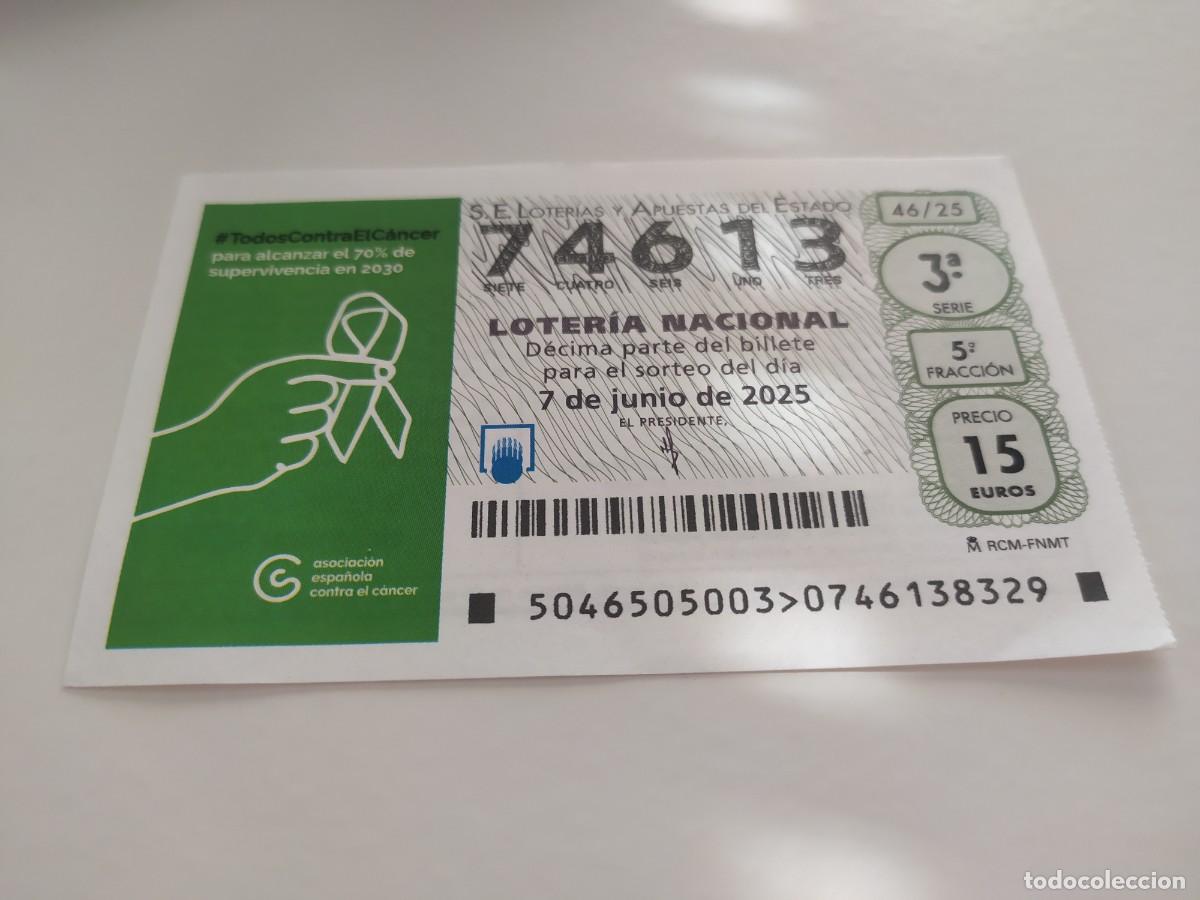 #TodosContraElCáncer
para alcanzar el 70% de
supervivencia en 2030
asociación
española
contra el cáncer
S.E. LOTERÍAS Y APUESTAS DEL ESTADO
74613
SIETE CUATRO SEIS UNO TRES
LOTERÍA NACIONAL
Décima parte del billete
para el sorteo del día
7 de junio de 2025
EL PRESIDENTE,
46/25
3ª
SERIE
5ª
FRACCIÓN
PRECIO
15
EUROS
RCM-FNMT
5046505003>0746138329
todocoleccion